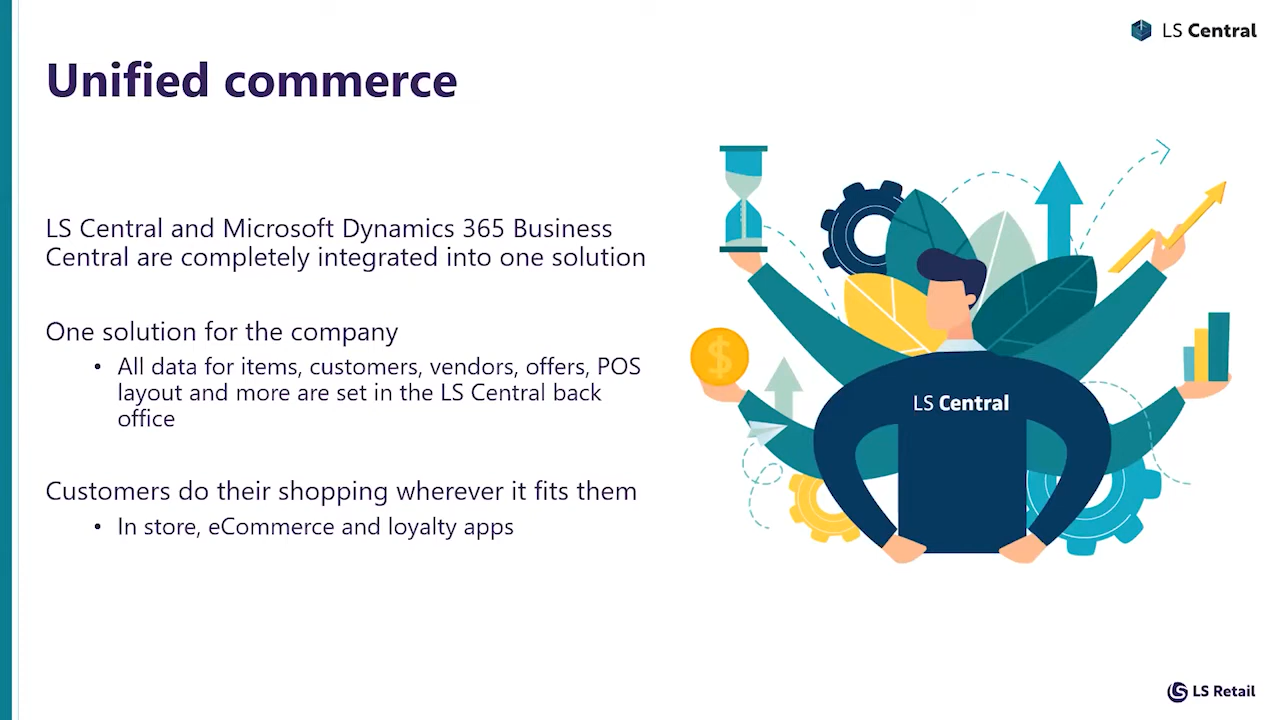 LS Central
Unified commerce
LS Central and Microsoft Dynamics 365 Business
Central are completely integrated into one solution
One solution for the company
• All data for items, customers, vendors, offers, POS
layout and more are set in the LS Central back
office
Customers do their shopping wherever it fits them
• In store, eCommerce and loyalty apps
$
LS Central
LS Retail